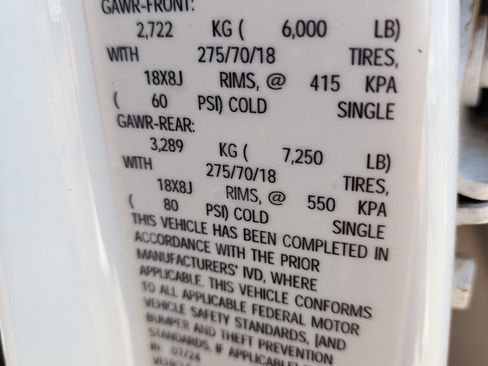 GAWR-FRONT:
2,722 KG ( 6,000 LB)
WITH 275/70/18 TIRES,
18X8J RIMS, @ 415 KPA
( 60 PSI) COLD SINGLE
GAWR-REAR:
3,289 KG ( 7,250 LB)
WITH 275/70/18 TIRES,
18X8J RIMS, @ 550 KPA
( 80 PSI) COLD SINGLE
THIS VEHICLE HAS BEEN COMPLETED IN
ACCORDANCE WITH THE PRIOR
MANUFACTURERS' IVD, WHERE
APPLICABLE. THIS VEHICLE CONFORMS
TO ALL APPLICABLE FEDERAL MOTOR
VEHICLE SAFETY STANDARDS, [AND
BUMPER AND THEFT PREVENTION
STANDARDS, IF APPLICABLE]
IN 07/24